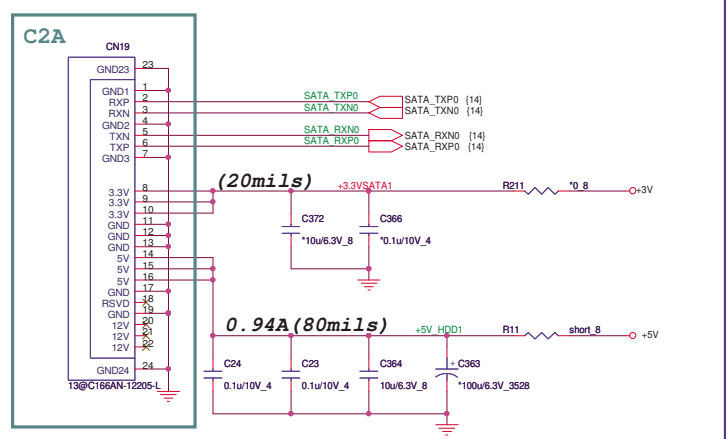 C2A
CN19
GND23 23
GND1 1
RXP 2 SATA_TXP0 SATA_TXP0 {14}
RXN 3 SATA_TXN0 SATA_TXN0 {14}
GND2 4
TXN 5 SATA_RXN0 SATA_RXN0 {14}
TXP 6 SATA_RXP0 SATA_RXP0 {14}
GND3 7
(20mils)
3.3V 8 +3.3VSATA1 R211 *0_8 +3V
3.3V 9
3.3V 10
GND 11
GND 12
GND 13
C372 C366
*10u/6.3V_8 *0.1u/10V_4
5V 14
5V 15
5V 16
GND 17
RSVD 18
GND 19
12V 20
12V 21
12V 22
0.94A(80mils)
+5V_HDD1 R11 short_8 +5V
GND24 24
C24 C23 C364 + C363
0.1u/10V_4 0.1u/10V_4 10u/6.3V_8 *100u/6.3V_3528
13@C166AN-12205-L